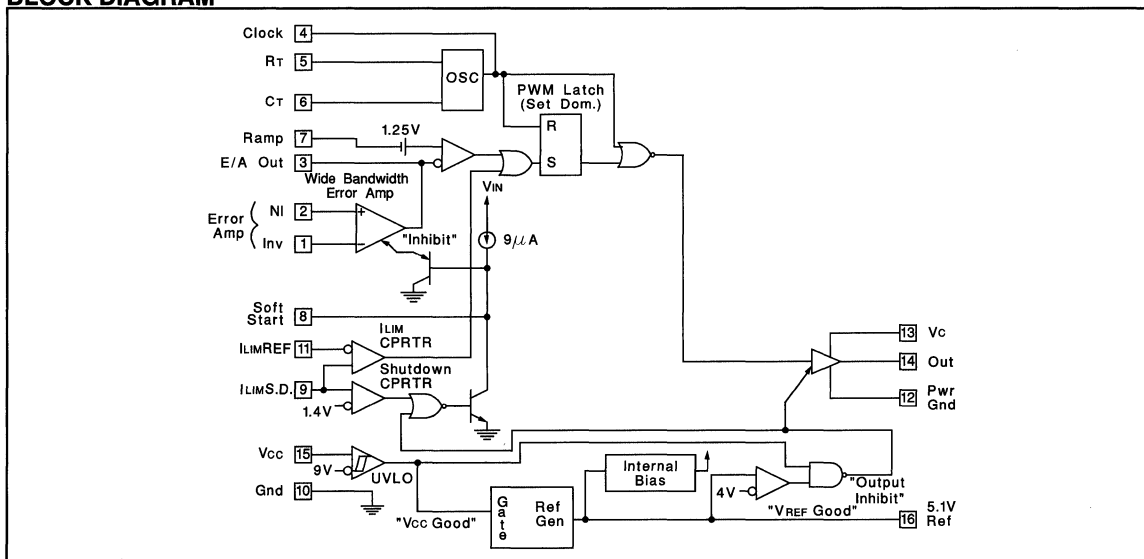 BLOCK DIAGRAM
Clock 4
RT 5
CT 6
OSC
PWM Latch
(Set Dom.)
R
S
Ramp 7
1.25V
E/A Out 3
Wide Bandwidth
Error Amp
Error
Amp
NI 2
+
Inv 1
−
"Inhibit"
VIN
9μA
Soft
Start 8
ILIMREF 11
ILIM
CPRTR
ILIMS.D. 9
Shutdown
CPRTR
1.4V
13 Vc
14 Out
12 Pwr
Gnd
Vcc 15
9V
UVLO
Gnd 10
"Vcc Good"
Gate
Ref
Gen
Internal
Bias
4V
"VREF Good"
"Output
Inhibit"
16 5.1V
Ref